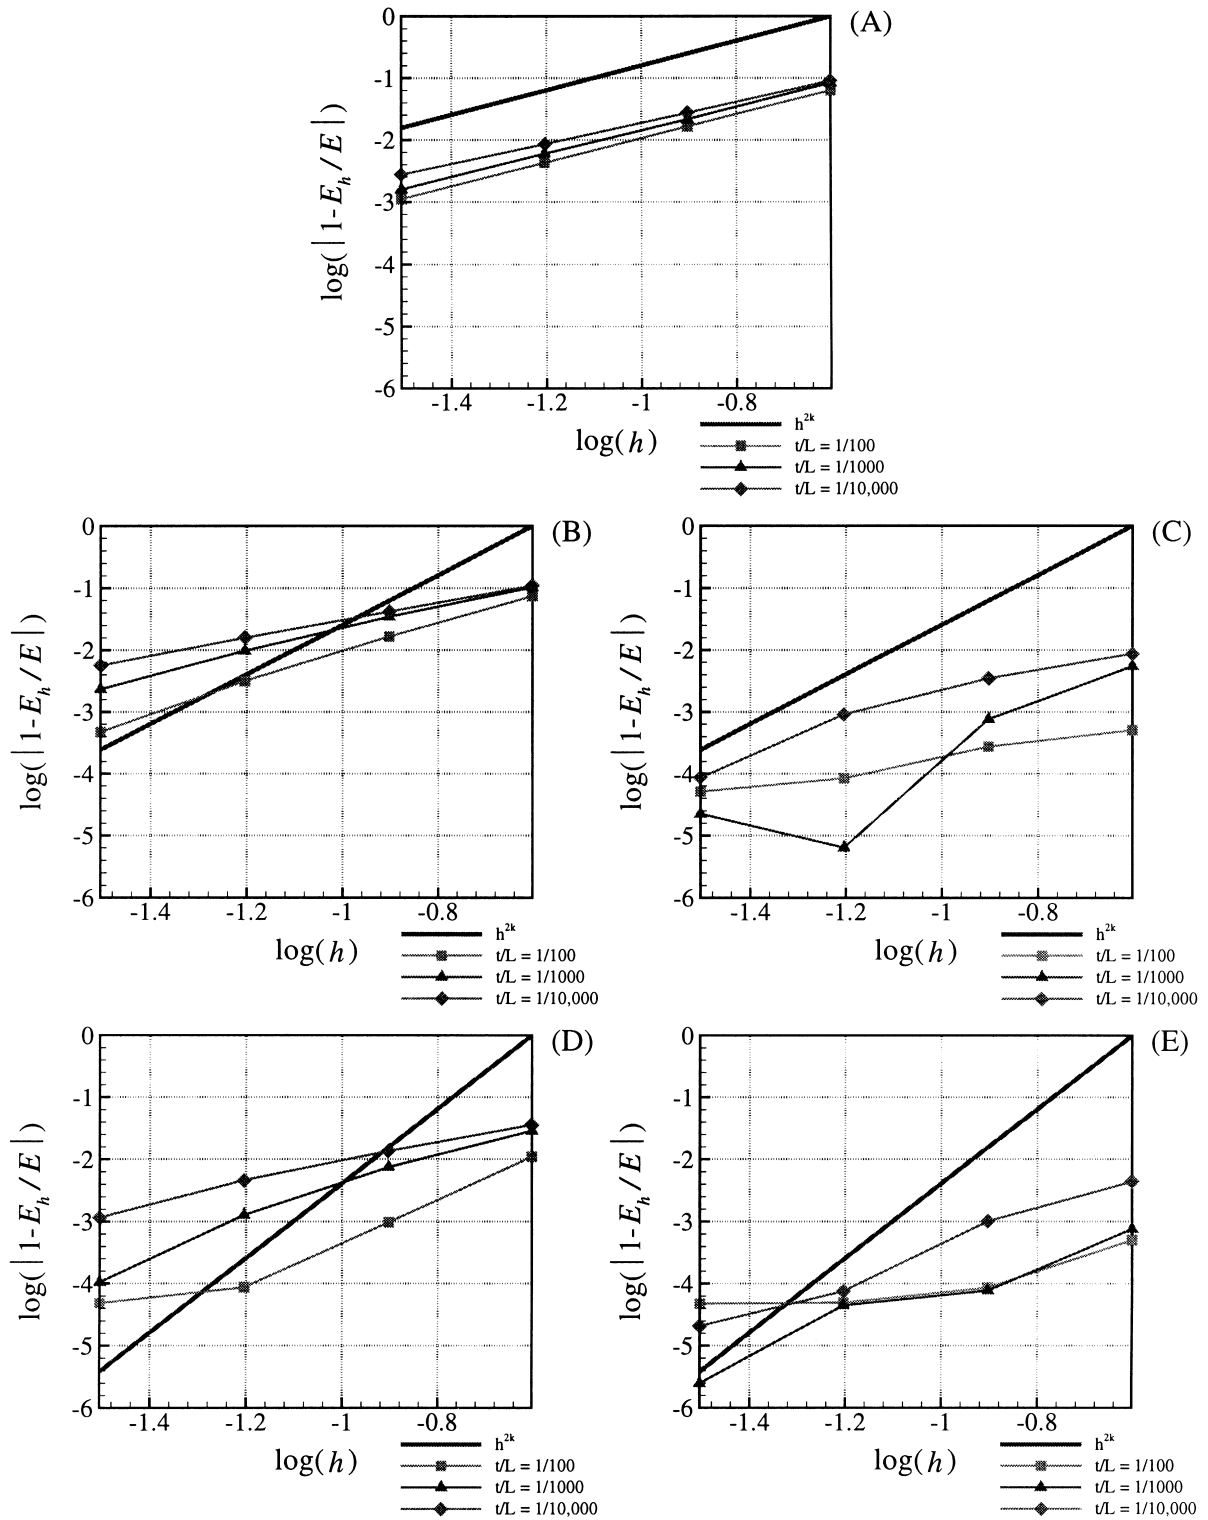 (A)
log(|1-E_h/E|)
0
-1
-2
-3
-4
-5
-6
-1.4 -1.2 -1 -0.8
log(h)
h^2k
t/L = 1/100
t/L = 1/1000
t/L = 1/10,000
(B)
log(|1-E_h/E|)
0
-1
-2
-3
-4
-5
-6
-1.4 -1.2 -1 -0.8
log(h)
h^2k
t/L = 1/100
t/L = 1/1000
t/L = 1/10,000
(C)
log(|1-E_h/E|)
0
-1
-2
-3
-4
-5
-6
-1.4 -1.2 -1 -0.8
log(h)
h^2k
t/L = 1/100
t/L = 1/1000
t/L = 1/10,000
(D)
log(|1-E_h/E|)
0
-1
-2
-3
-4
-5
-6
-1.4 -1.2 -1 -0.8
log(h)
h^2k
t/L = 1/100
t/L = 1/1000
t/L = 1/10,000
(E)
log(|1-E_h/E|)
0
-1
-2
-3
-4
-5
-6
-1.4 -1.2 -1 -0.8
log(h)
h^2k
t/L = 1/100
t/L = 1/1000
t/L = 1/10,000